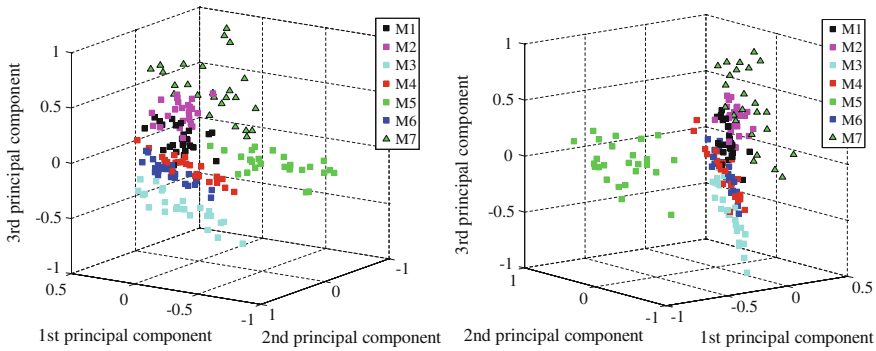 M1
M2
M3
M4
M5
M6
M7
1
0.5
0
-0.5
-1
3rd principal component
0.5
0
-0.5
-1
1st principal component
1
0
-1
2nd principal component
M1
M2
M3
M4
M5
M6
M7
1
0.5
0
-0.5
-1
3rd principal component
1
0
-1
2nd principal component
-1
-0.5
0
0.5
1st principal component